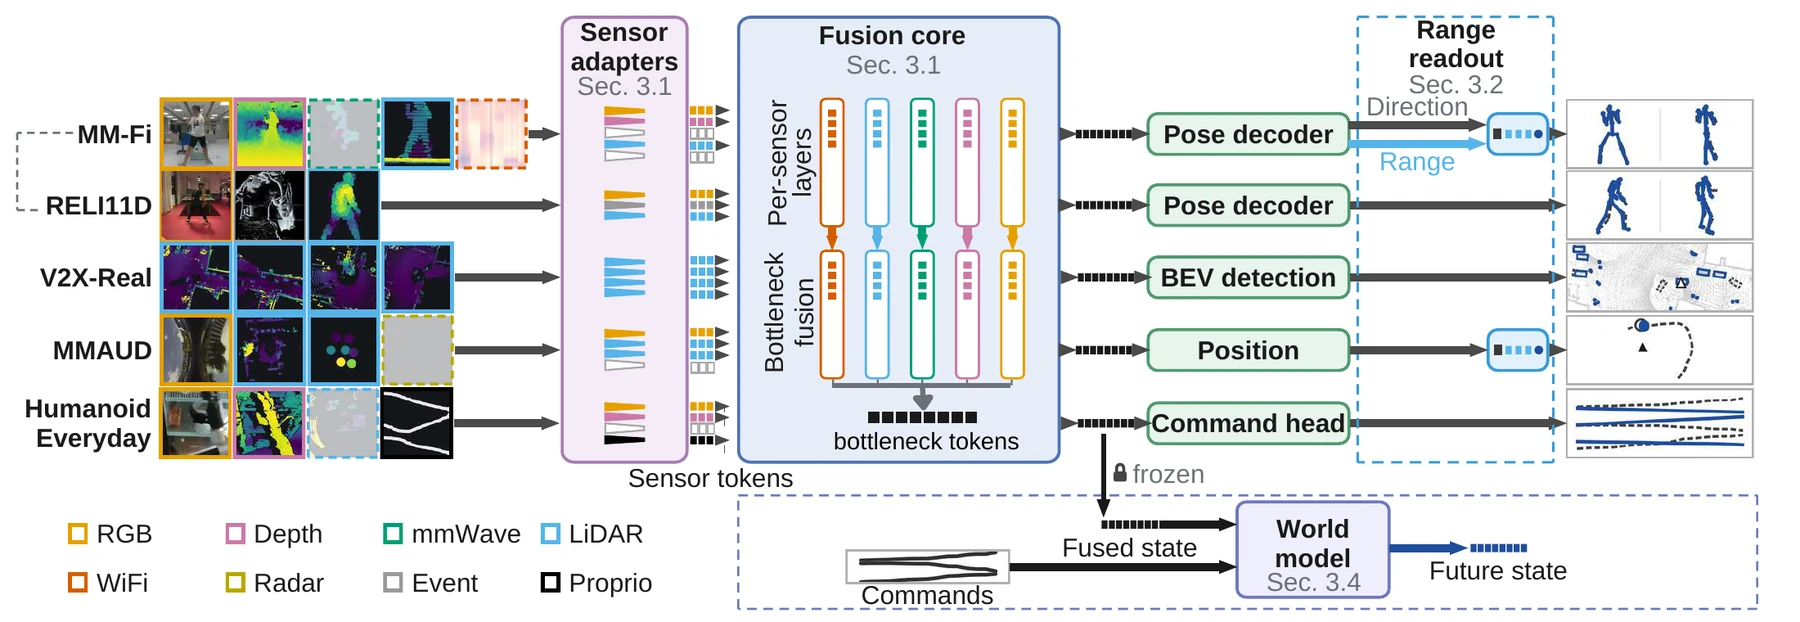 Sensor
adapters
Sec. 3.1
Fusion core
Sec. 3.1
Range
readout
Sec. 3.2
MM-Fi
RELI11D
V2X-Real
MMAUD
Humanoid
Everyday
Per-sensor
layers
Bottleneck
fusion
bottleneck tokens
Sensor tokens
Pose decoder
Direction
Range
Pose decoder
BEV detection
Position
Command head
frozen
RGB
Depth
mmWave
LiDAR
WiFi
Radar
Event
Proprio
Fused state
Commands
World
model
Sec. 3.4
Future state